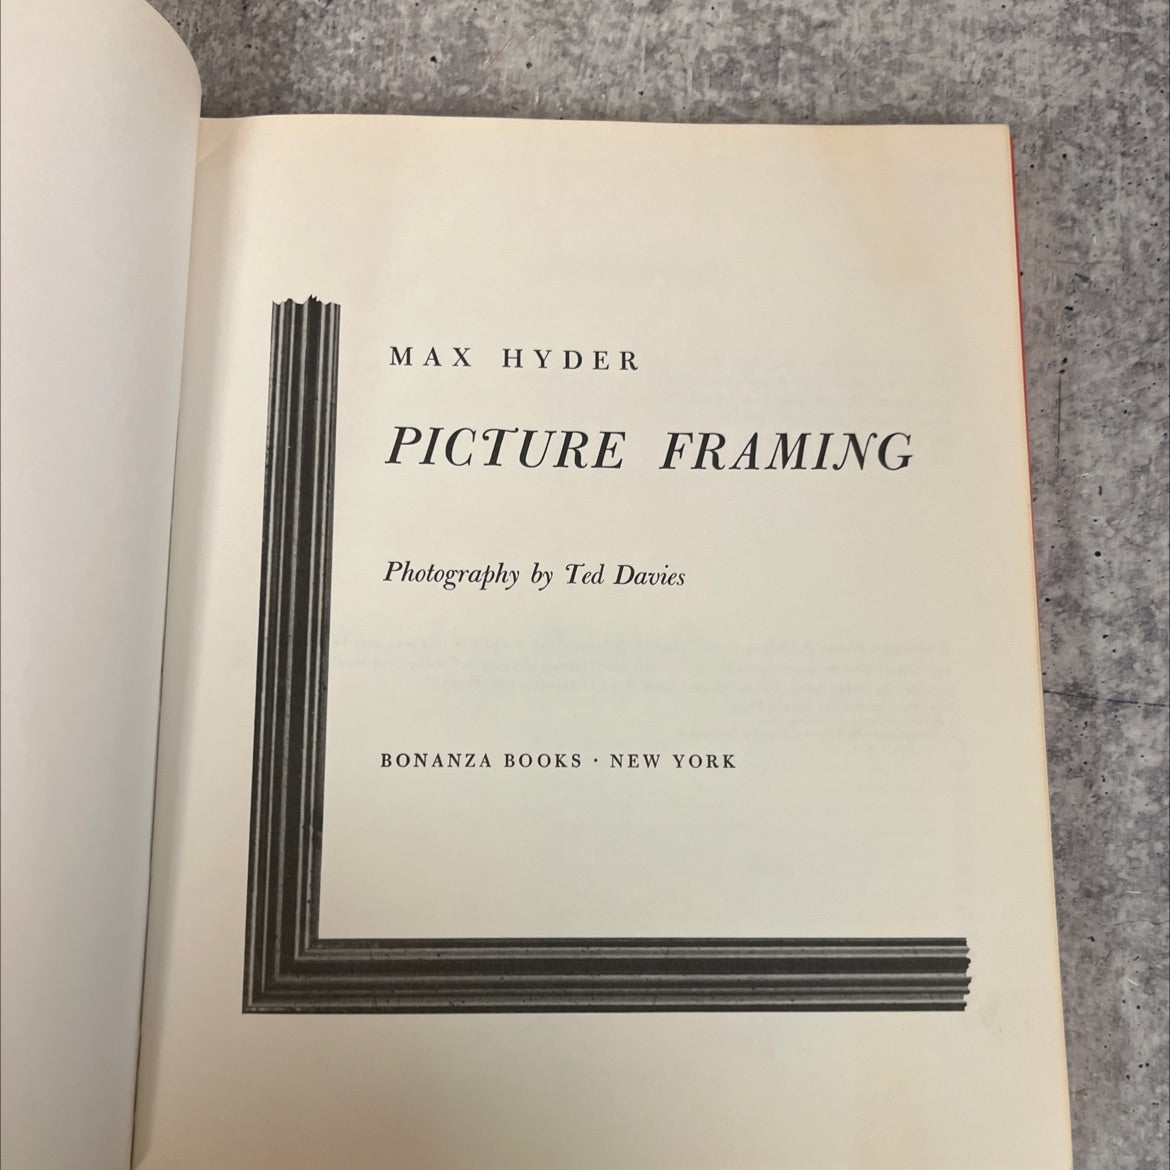 MAX HYDER
PICTURE FRAMING
Photography by Ted Davies
BONANZA BOOKS · NEW YORK